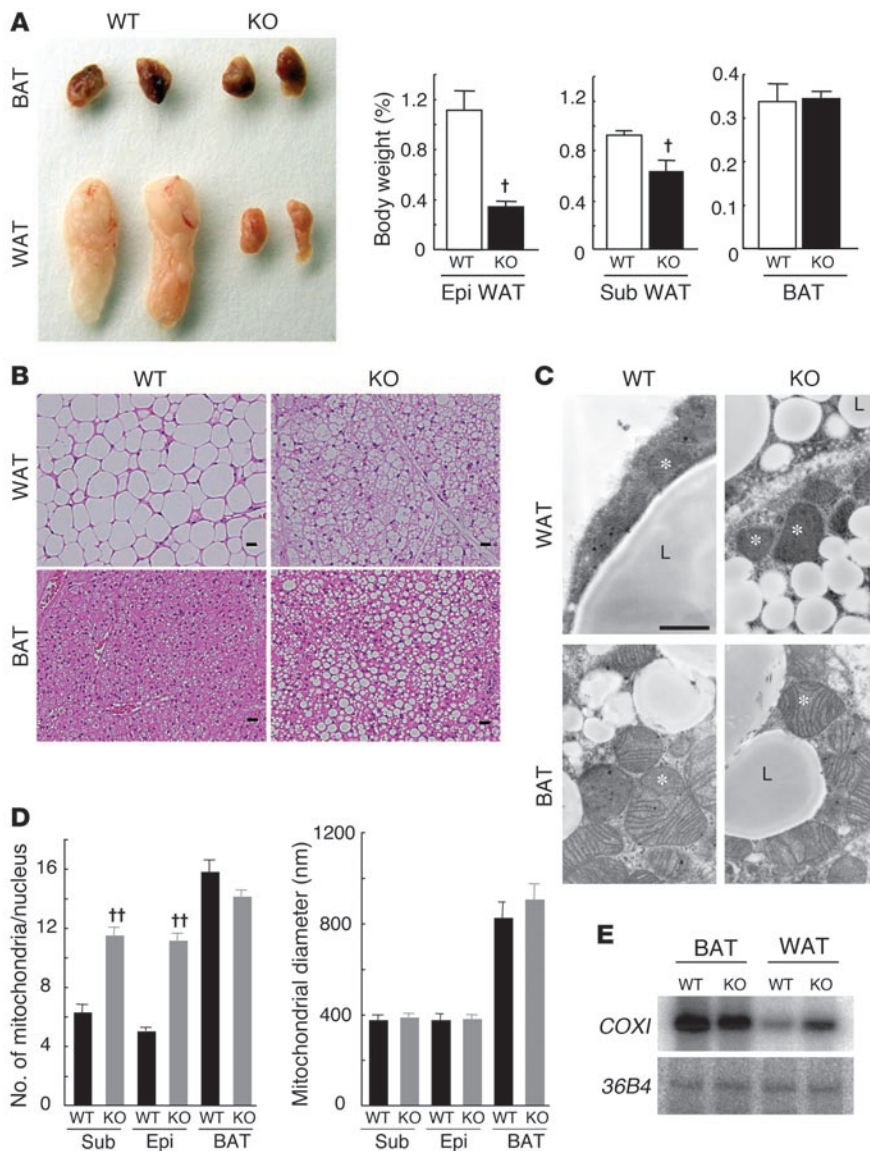 A
WT KO
BAT
WAT
Body weight (%)
1.2
0.8
0.4
0
†
WT KO
Epi WAT
1.2
0.8
0.4
0
†
WT KO
Sub WAT
0.4
0.3
0.2
0.1
0
WT KO
BAT
B
WT KO
WAT
BAT
C
WT KO
WAT
* L
L * *
BAT
*
* L
D
No. of mitochondria/nucleus
16
12
8
4
0
†† ††
WT KO WT KO WT KO
Sub Epi BAT
Mitochondrial diameter (nm)
1200
800
400
0
WT KO WT KO WT KO
Sub Epi BAT
E
BAT WAT
WT KO WT KO
COXI
36B4